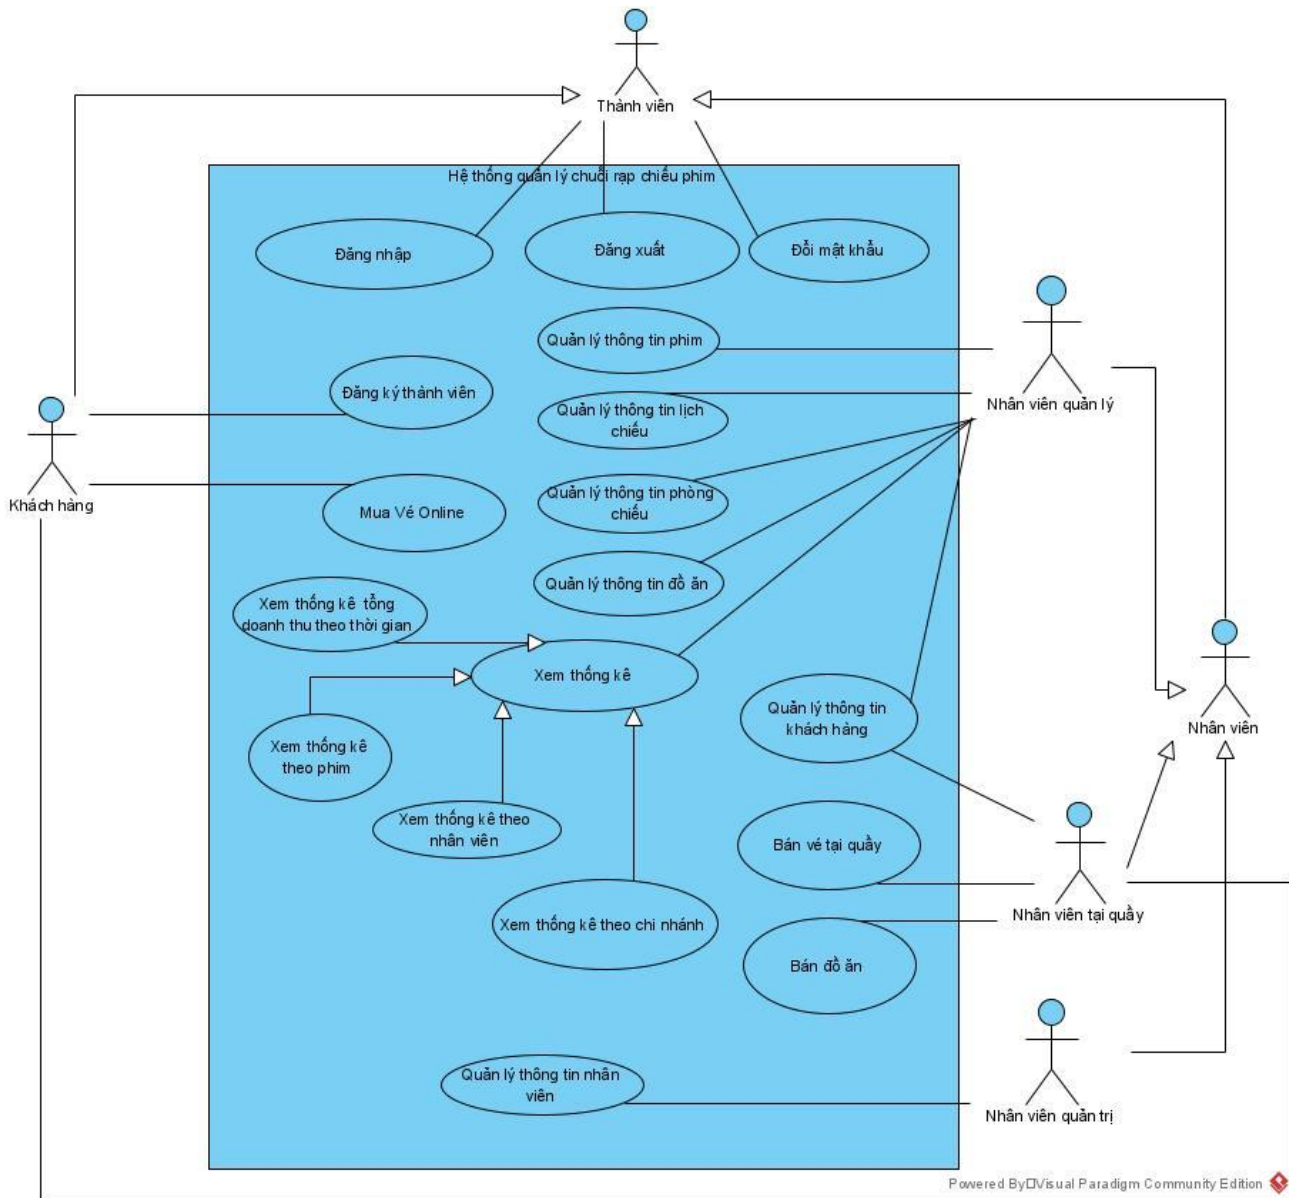 Thành viên
Hệ thống quản lý chuỗi rạp chiếu phim
Đăng nhập
Đăng xuất
Đổi mật khẩu
Quản lý thông tin phim
Nhân viên quản lý
Đăng ký thành viên
Quản lý thông tin lịch
chiếu
Khách hàng
Mua Vé Online
Quản lý thông tin phòng
chiếu
Quản lý thông tin đồ ăn
Xem thống kê tổng
doanh thu theo thời gian
Xem thống kê
Quản lý thông tin
khách hàng
Nhân viên
Xem thống kê
theo phim
Xem thống kê theo
nhân viên
Bán vé tại quầy
Nhân viên tại quầy
Xem thống kê theo chi nhánh
Bán đồ ăn
Quản lý thông tin nhân
viên
Nhân viên quản trị
Powered By□Visual Paradigm Community Edition